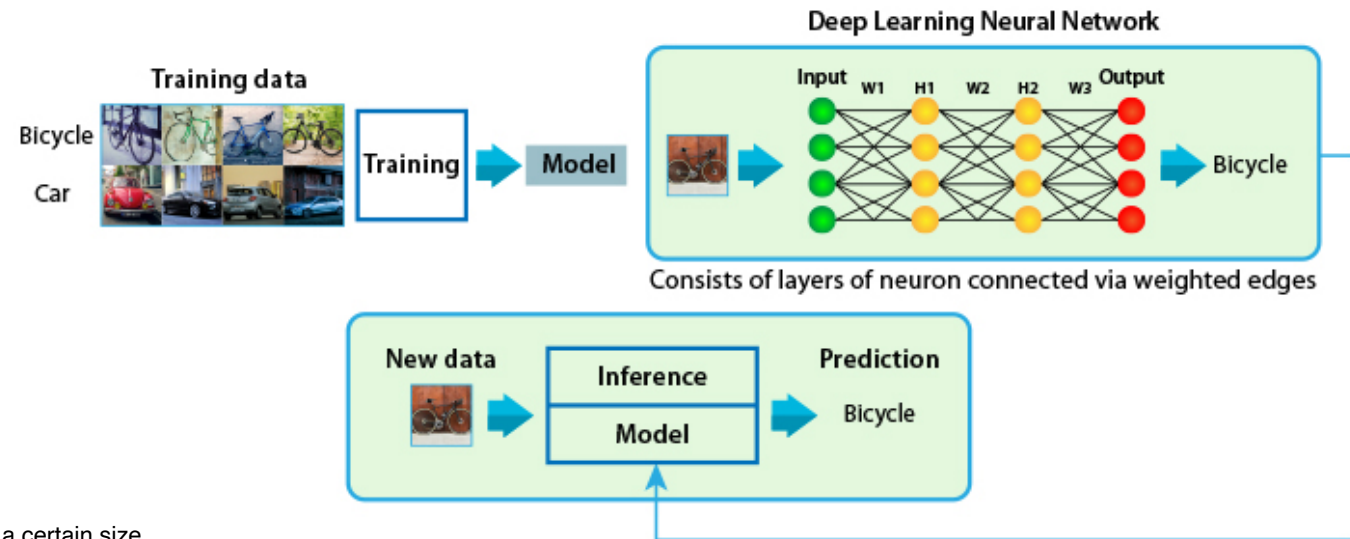 Deep Learning Neural Network
Training data
Bicycle
Car
Training
Model
Input W1 H1 W2 H2 W3 Output
Bicycle
Consists of layers of neuron connected via weighted edges
New data
Inference
Model
Prediction
Bicycle
a certain size